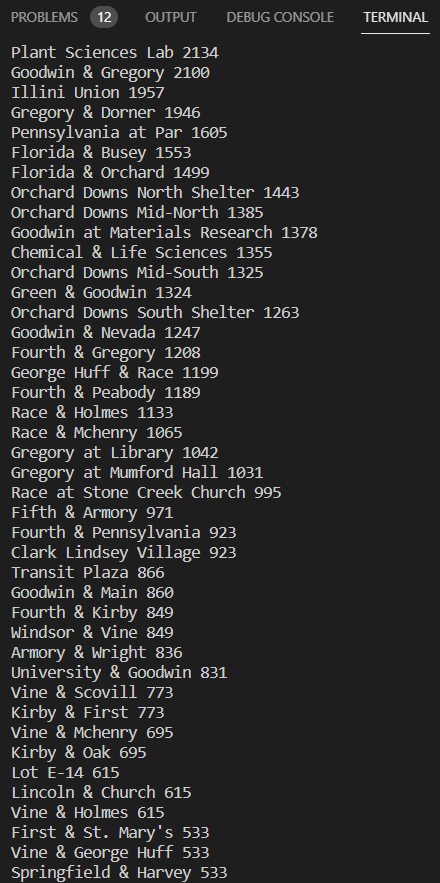 PROBLEMS 12 OUTPUT DEBUG CONSOLE TERMINAL
Plant Sciences Lab 2134
Goodwin & Gregory 2100
Illini Union 1957
Gregory & Dorner 1946
Pennsylvania at Par 1605
Florida & Busey 1553
Florida & Orchard 1499
Orchard Downs North Shelter 1443
Orchard Downs Mid-North 1385
Goodwin at Materials Research 1378
Chemical & Life Sciences 1355
Orchard Downs Mid-South 1325
Green & Goodwin 1324
Orchard Downs South Shelter 1263
Goodwin & Nevada 1247
Fourth & Gregory 1208
George Huff & Race 1199
Fourth & Peabody 1189
Race & Holmes 1133
Race & Mchenry 1065
Gregory at Library 1042
Gregory at Mumford Hall 1031
Race at Stone Creek Church 995
Fifth & Armory 971
Fourth & Pennsylvania 923
Clark Lindsey Village 923
Transit Plaza 866
Goodwin & Main 860
Fourth & Kirby 849
Windsor & Vine 849
Armory & Wright 836
University & Goodwin 831
Vine & Scovill 773
Kirby & First 773
Vine & Mchenry 695
Kirby & Oak 695
Lot E-14 615
Lincoln & Church 615
Vine & Holmes 615
First & St. Mary's 533
Vine & George Huff 533
Springfield & Harvey 533